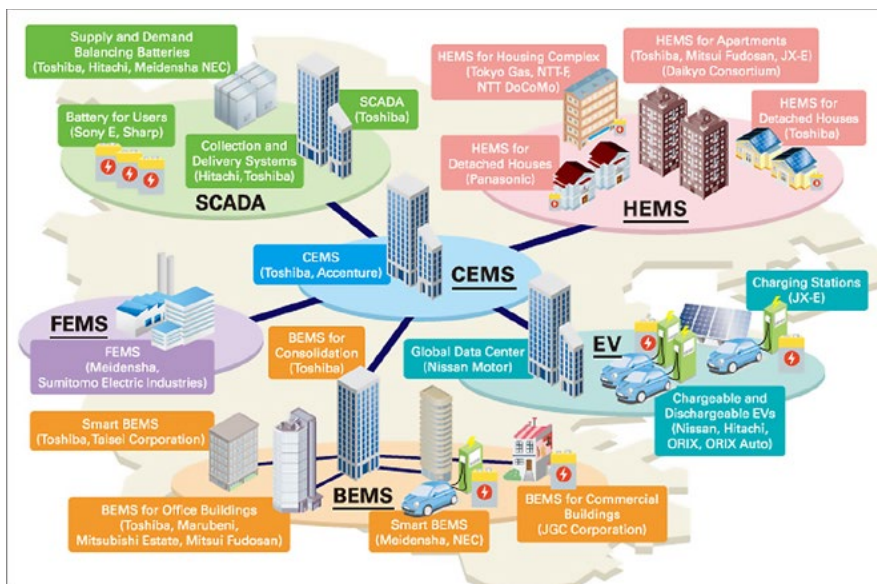 Supply and Demand
Balancing Batteries
(Toshiba, Hitachi, Meidensha NEC)
Battery for Users
(Sony E, Sharp)
Collection and
Delivery Systems
(Hitachi, Toshiba)
SCADA
(Toshiba)
SCADA
HEMS for Housing Complex
(Tokyo Gas, NTT-F,
NTT DoCoMo)
HEMS for Apartments
(Toshiba, Mitsui Fudosan, JX-E)
(Daikyo Consortium)
HEMS for
Detached Houses
(Panasonic)
HEMS for
Detached Houses
(Toshiba)
HEMS
CEMS
(Toshiba, Accenture)
CEMS
FEMS
FEMS
(Meidensha,
Sumitomo Electric Industries)
BEMS for
Consolidation
(Toshiba)
Global Data Center
(Nissan Motor)
EV
Charging Stations
(JX-E)
Chargeable and
Dischargeable EVs
(Nissan, Hitachi,
ORIX, ORIX Auto)
Smart BEMS
(Toshiba, Taisei Corporation)
BEMS for Office Buildings
(Toshiba, Marubeni,
Mitsubishi Estate, Mitsui Fudosan)
BEMS
Smart BEMS
(Meidensha, NEC)
BEMS for Commercial
Buildings
(JGC Corporation)